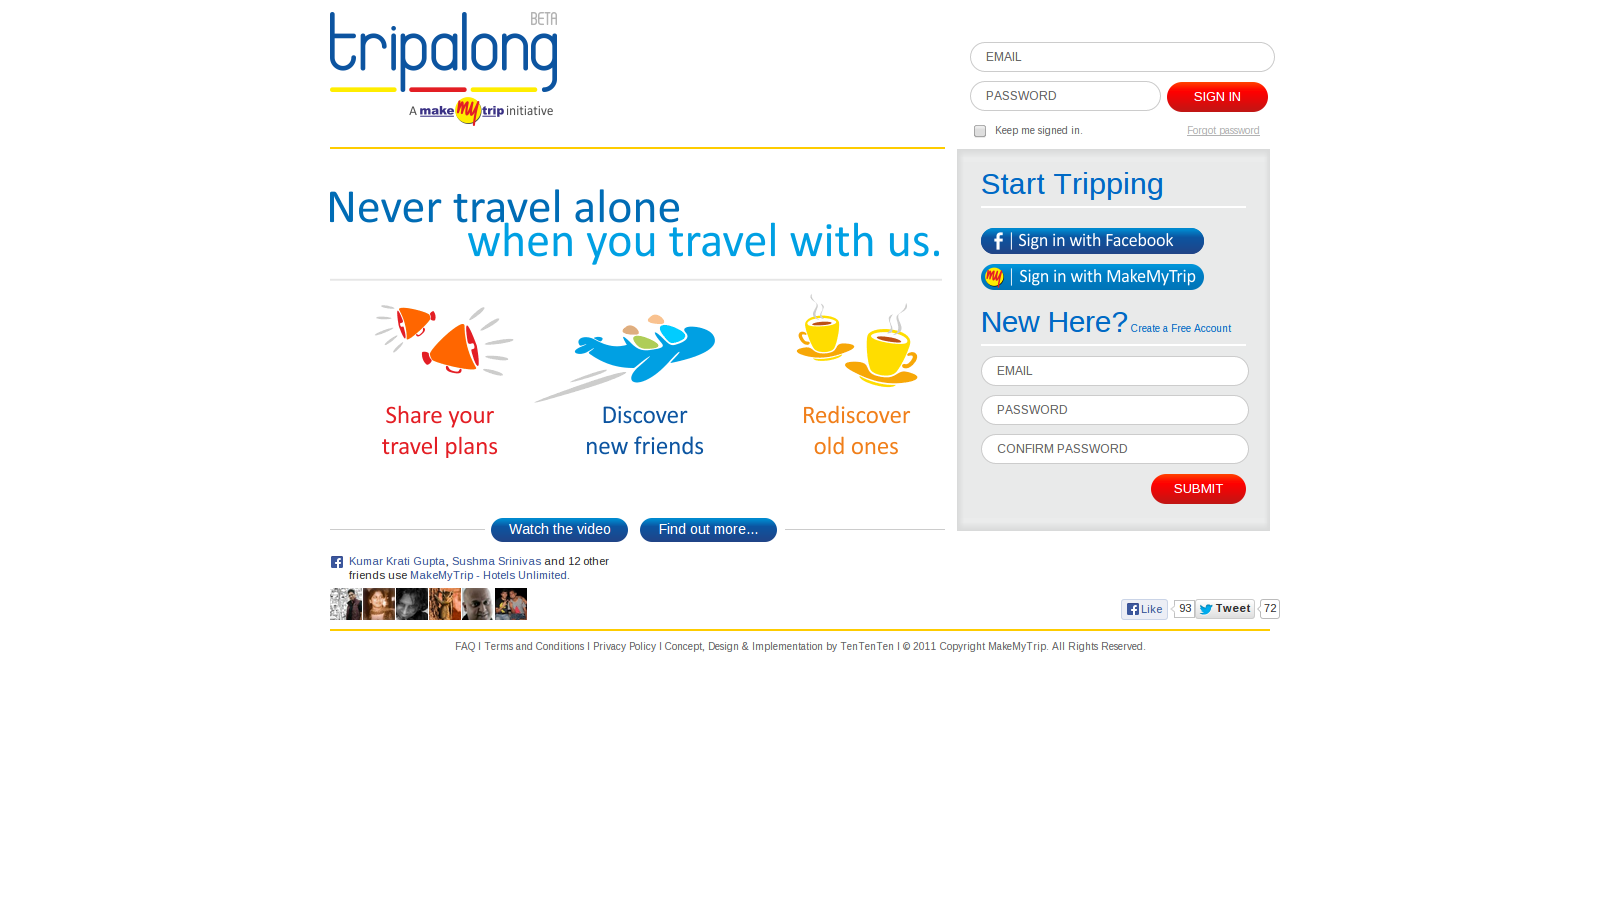 BETA
tripalong
A make my trip initiative
EMAIL
PASSWORD
SIGN IN
Keep me signed in.
Forgot password
Never travel alone
when you travel with us.
Share your
travel plans
Discover
new friends
Rediscover
old ones
Start Tripping
f | Sign in with Facebook
my | Sign in with MakeMyTrip
New Here? Create a Free Account
EMAIL
PASSWORD
CONFIRM PASSWORD
SUBMIT
Watch the video
Find out more...
Kumar Krati Gupta, Sushma Srinivas and 12 other
friends use MakeMyTrip - Hotels Unlimited.
Like 93 Tweet 72
FAQ I Terms and Conditions I Privacy Policy I Concept, Design & Implementation by TenTenTen I © 2011 Copyright MakeMyTrip. All Rights Reserved.